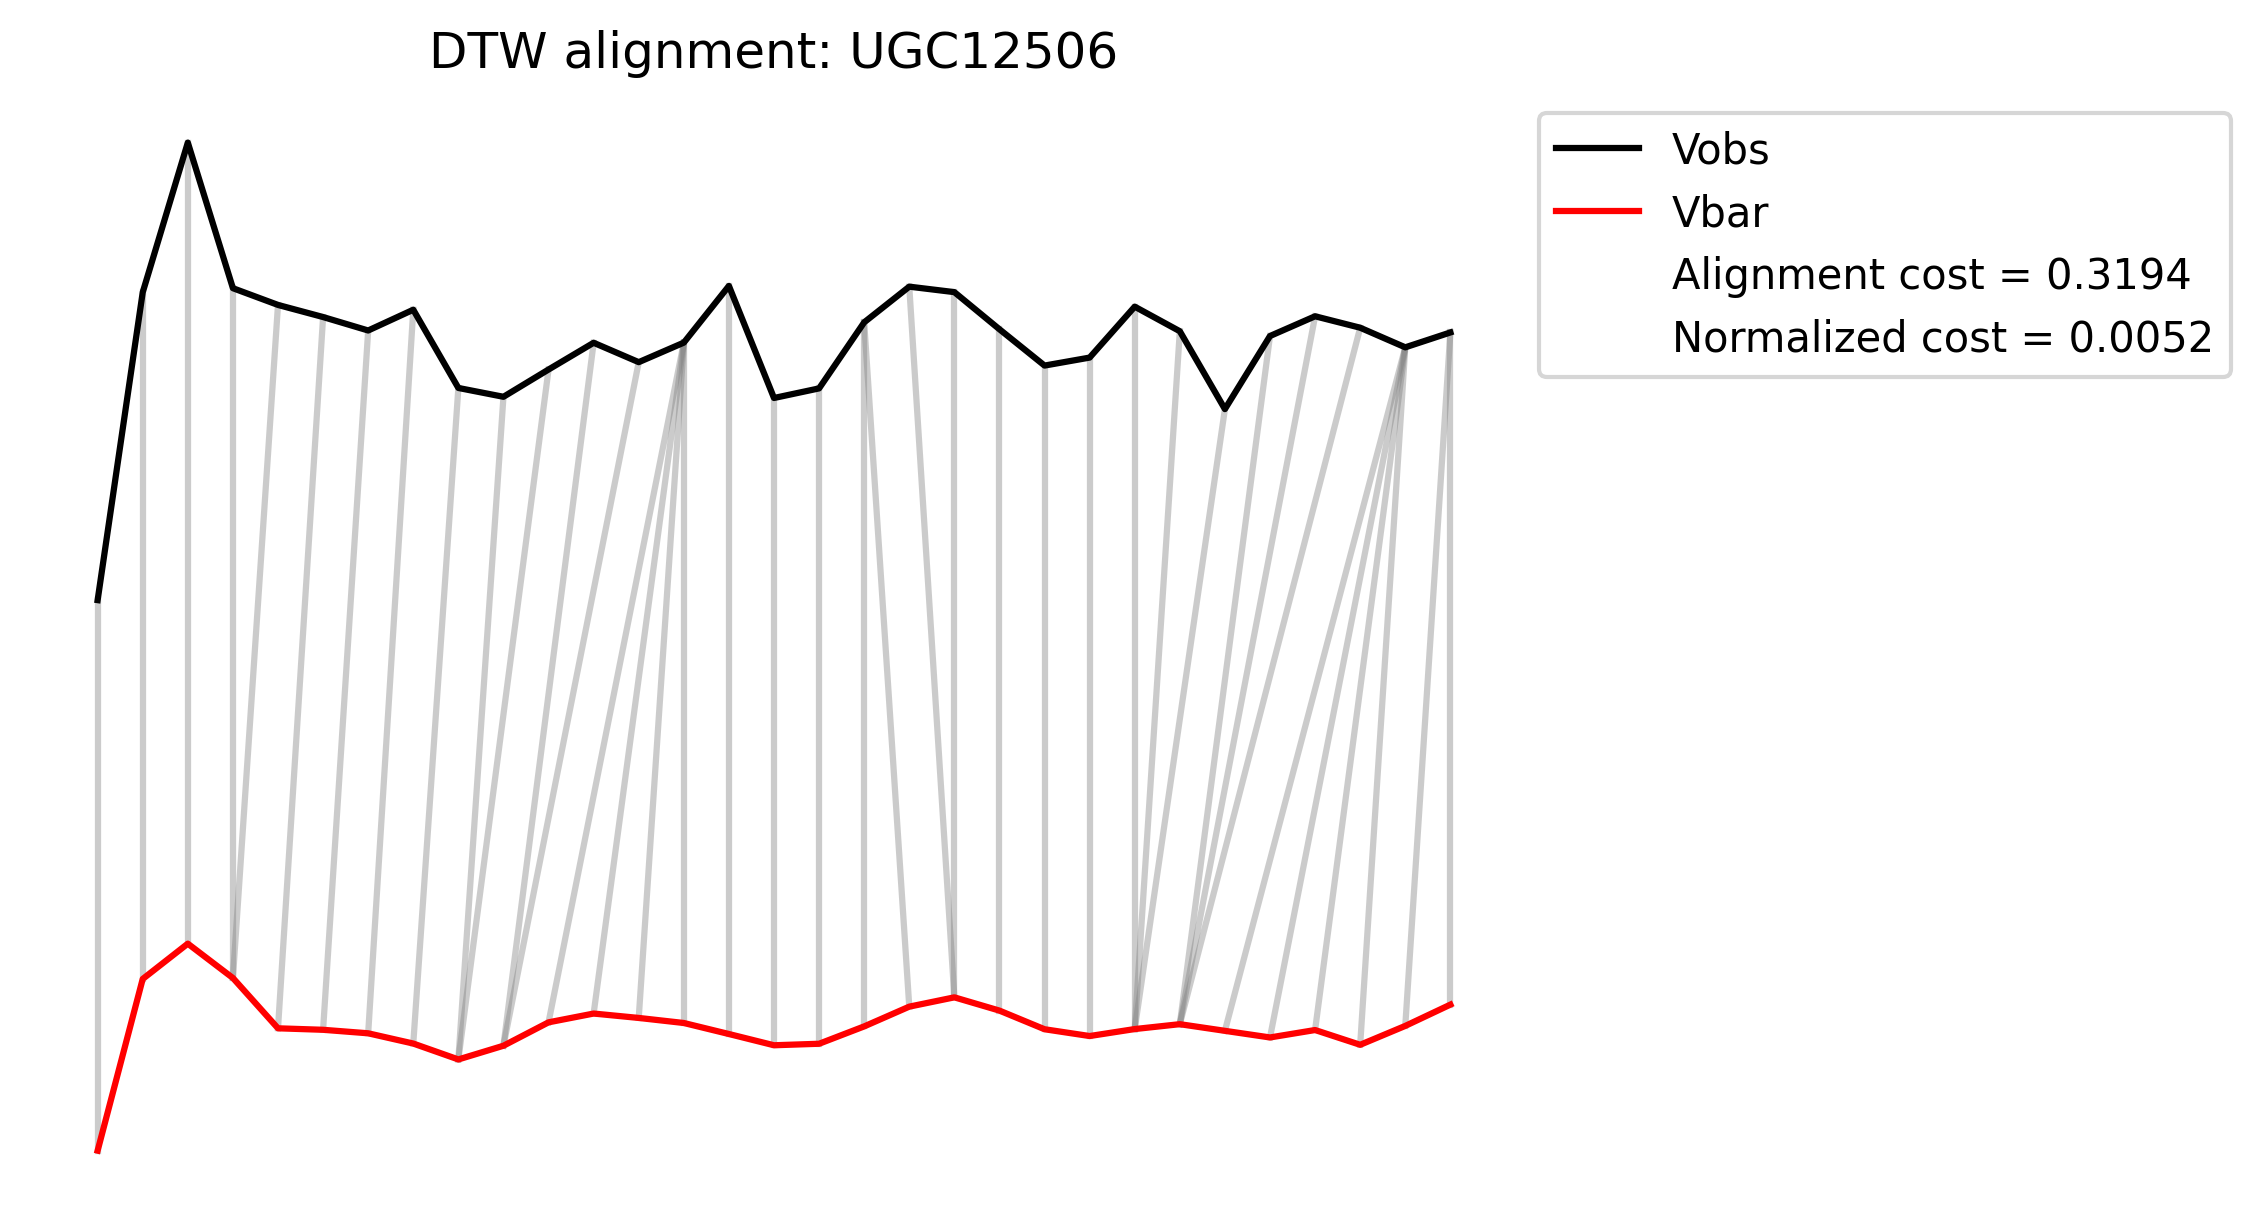 DTW alignment: UGC12506
Vobs
Vbar
Alignment cost = 0.3194
Normalized cost = 0.0052